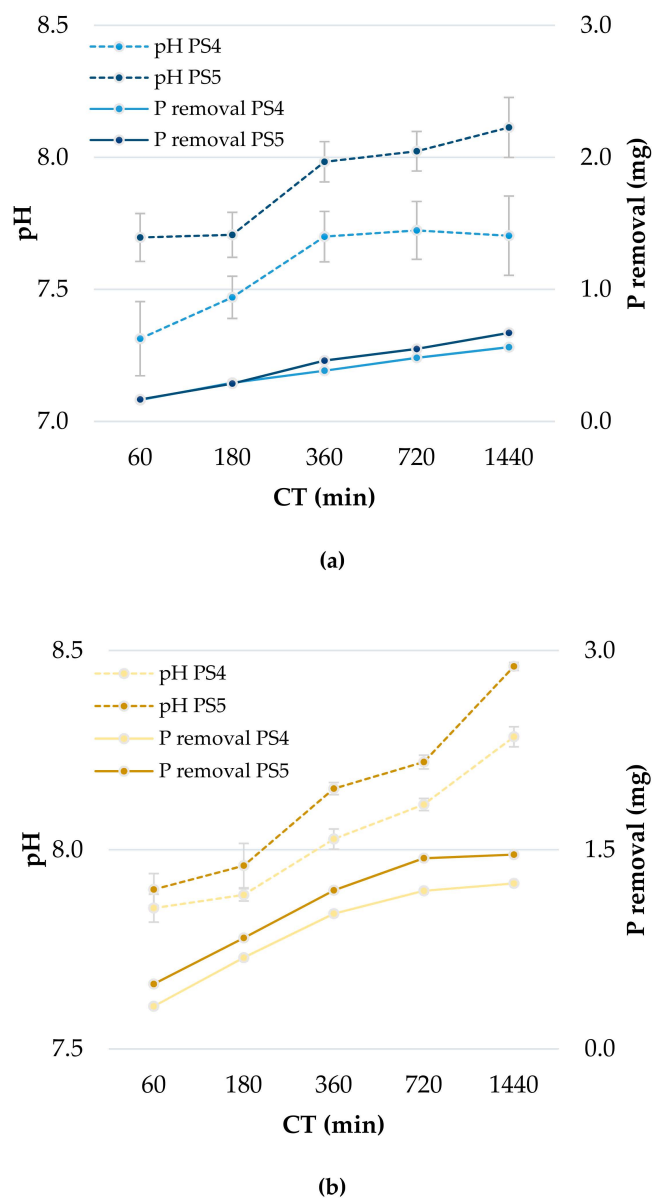 8.5
3.0
pH PS4
pH PS5
P removal PS4
P removal PS5
8.0
2.0
pH
P removal (mg)
7.5
1.0
7.0
0.0
60 180 360 720 1440
CT (min)
(a)
8.5
3.0
pH PS4
pH PS5
P removal PS4
P removal PS5
8.0
1.5
pH
P removal (mg)
7.5
0.0
60 180 360 720 1440
CT (min)
(b)